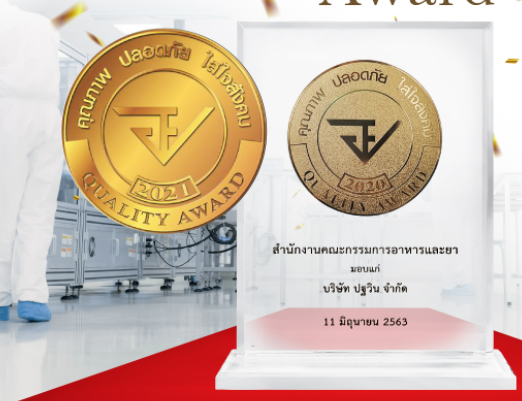 Award
คุณภาพ ปลอดภัย ใส่ใจสังคม
2021
QUALITY AWARD
คุณภาพ ปลอดภัย ใส่ใจสังคม
2020
QUALITY AWARD
สำนักงานคณะกรรมการอาหารและยา
มอบแก่
บริษัท ปฐวิน จำกัด
11 มิถุนายน 2563